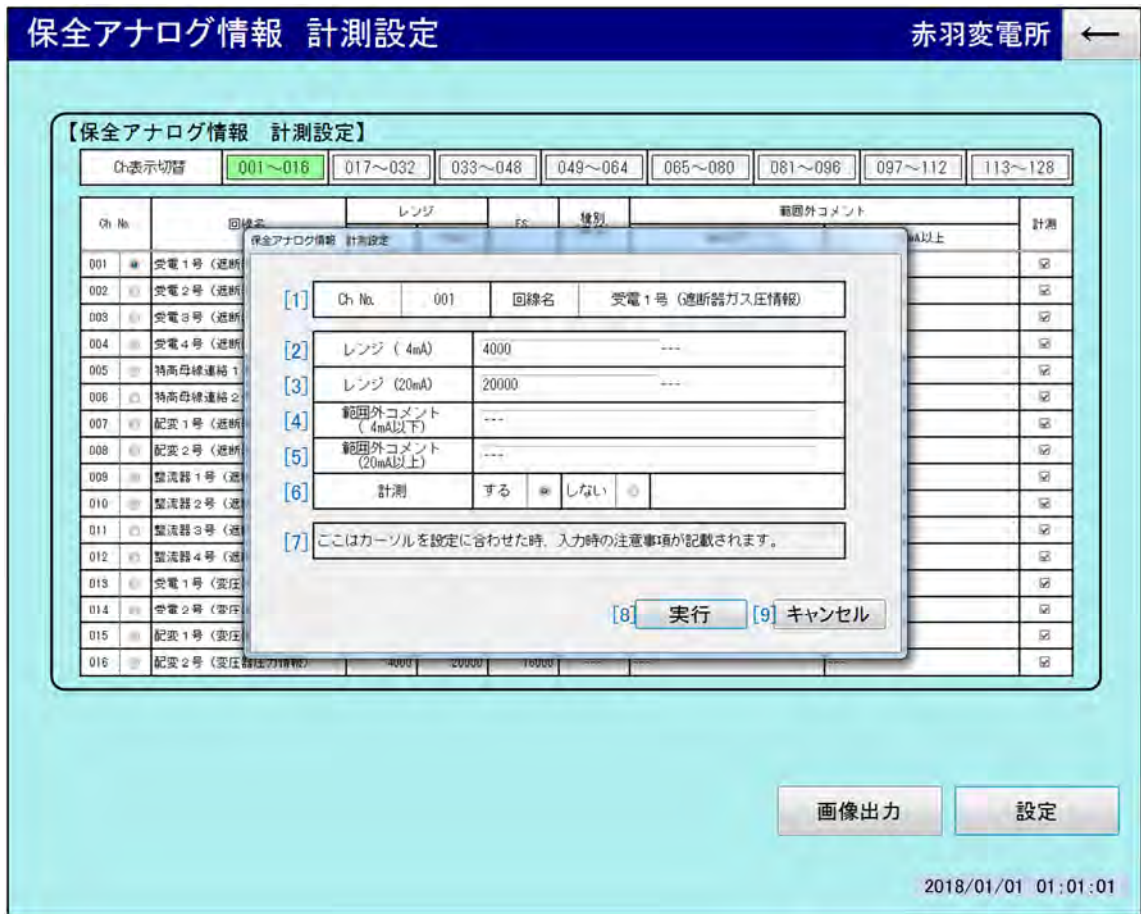 保全アナログ情報 計測設定 赤羽変電所 ←
【保全アナログ情報 計測設定】
Ch表示切替 001～016 017～032 033～048 049～064 065～080 081～096 097～112 113～128
Ch No. 回線名 レンジ FS 種別 範囲外コメント 計測
mA以上
保全アナログ情報 計測設定
001 受電1号(遮断
002 受電2号(遮断
003 受電3号(遮断
004 受電4号(遮断
005 特高母線連絡1
006 特高母線連絡2
007 配変1号(遮断
008 配変2号(遮断
009 整流器1号(遮
010 整流器2号(遮
011 整流器3号(遮
012 整流器4号(遮
013 受電1号(変圧
014 受電2号(変圧
015 配変1号(変圧
016 配変2号(変圧器圧力情報) 4000 20000 16000 --- --- ---
[1] Ch No. 001 回線名 受電1号(遮断器ガス圧情報)
[2] レンジ ( 4mA) 4000 ---
[3] レンジ (20mA) 20000 ---
[4] 範囲外コメント
( 4mA以下) ---
[5] 範囲外コメント
(20mA以上) ---
[6] 計測 する しない
[7] ここはカーソルを設定に合わせた時、入力時の注意事項が記載されます。
[8] 実行 [9] キャンセル
画像出力 設定
2018/01/01 01:01:01